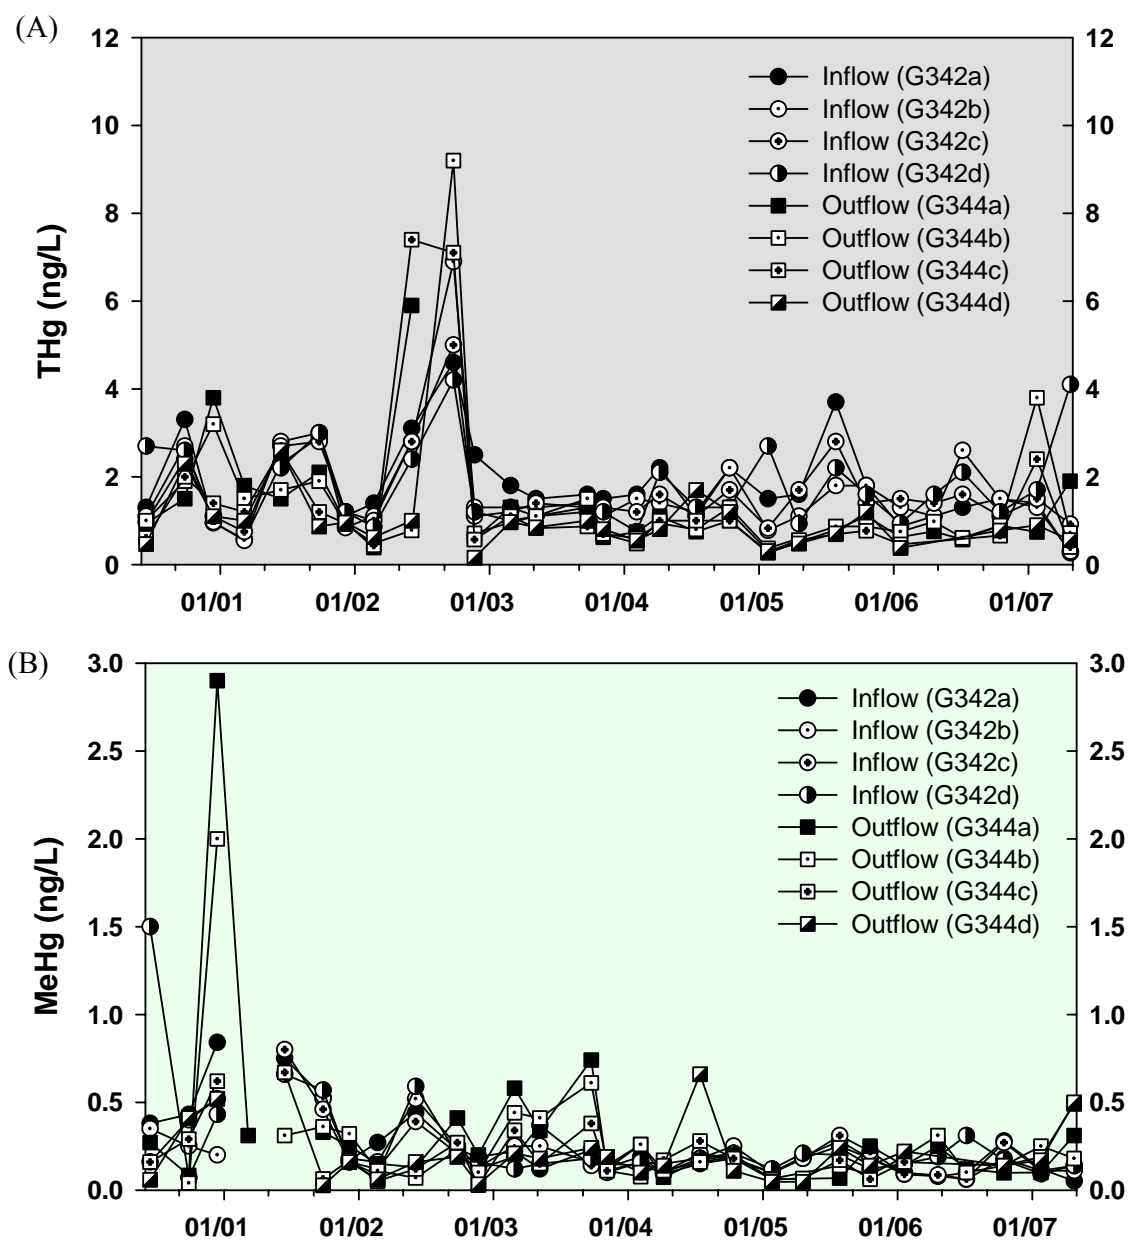 (A)
12 12
10 10
8 8
6 6
4 4
2 2
0 0
THg (ng/L)
Inflow (G342a)
Inflow (G342b)
Inflow (G342c)
Inflow (G342d)
Outflow (G344a)
Outflow (G344b)
Outflow (G344c)
Outflow (G344d)
01/01 01/02 01/03 01/04 01/05 01/06 01/07
(B)
3.0 3.0
2.5 2.5
2.0 2.0
1.5 1.5
1.0 1.0
0.5 0.5
0.0 0.0
MeHg (ng/L)
Inflow (G342a)
Inflow (G342b)
Inflow (G342c)
Inflow (G342d)
Outflow (G344a)
Outflow (G344b)
Outflow (G344c)
Outflow (G344d)
01/01 01/02 01/03 01/04 01/05 01/06 01/07